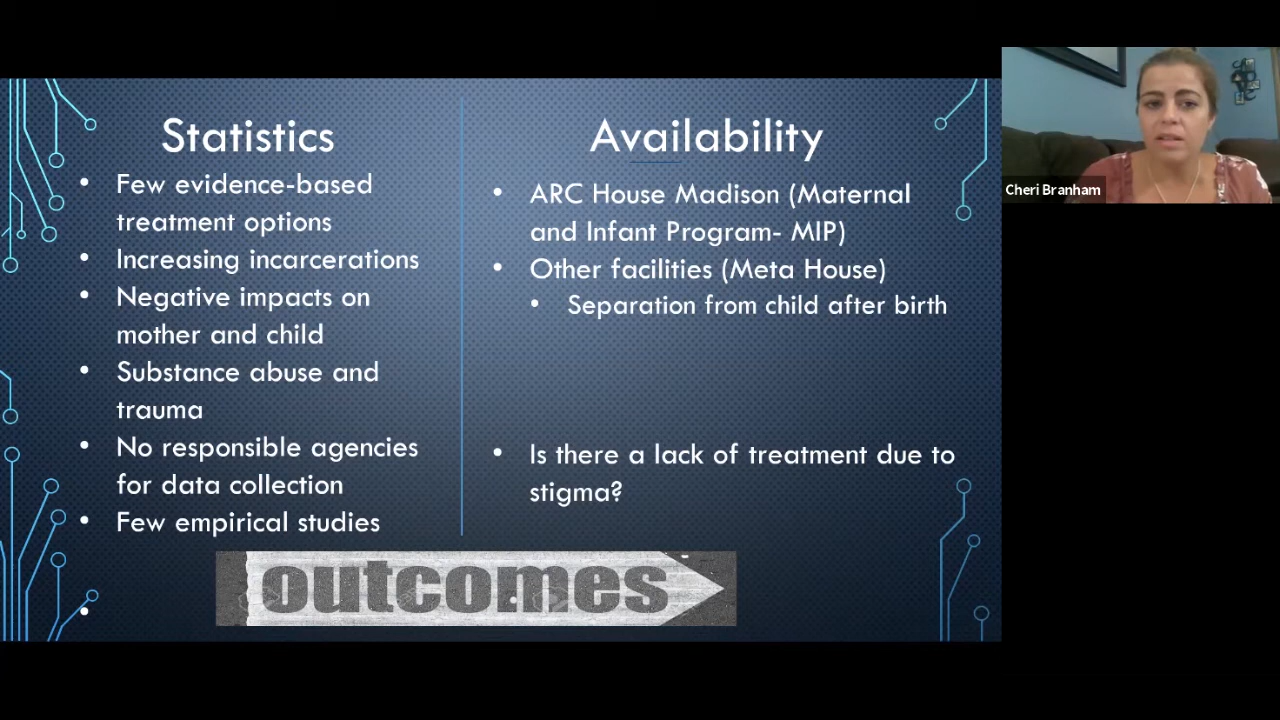 Statistics
Few evidence-based
treatment options
Increasing incarcerations
Negative impacts on
mother and child
Substance abuse and
trauma
No responsible agencies
for data collection
Few empirical studies
Availability
ARC House Madison (Maternal
and Infant Program- MIP)
Other facilities (Meta House)
Separation from child after birth
Is there a lack of treatment due to
stigma?
outcomes
Cheri Branham